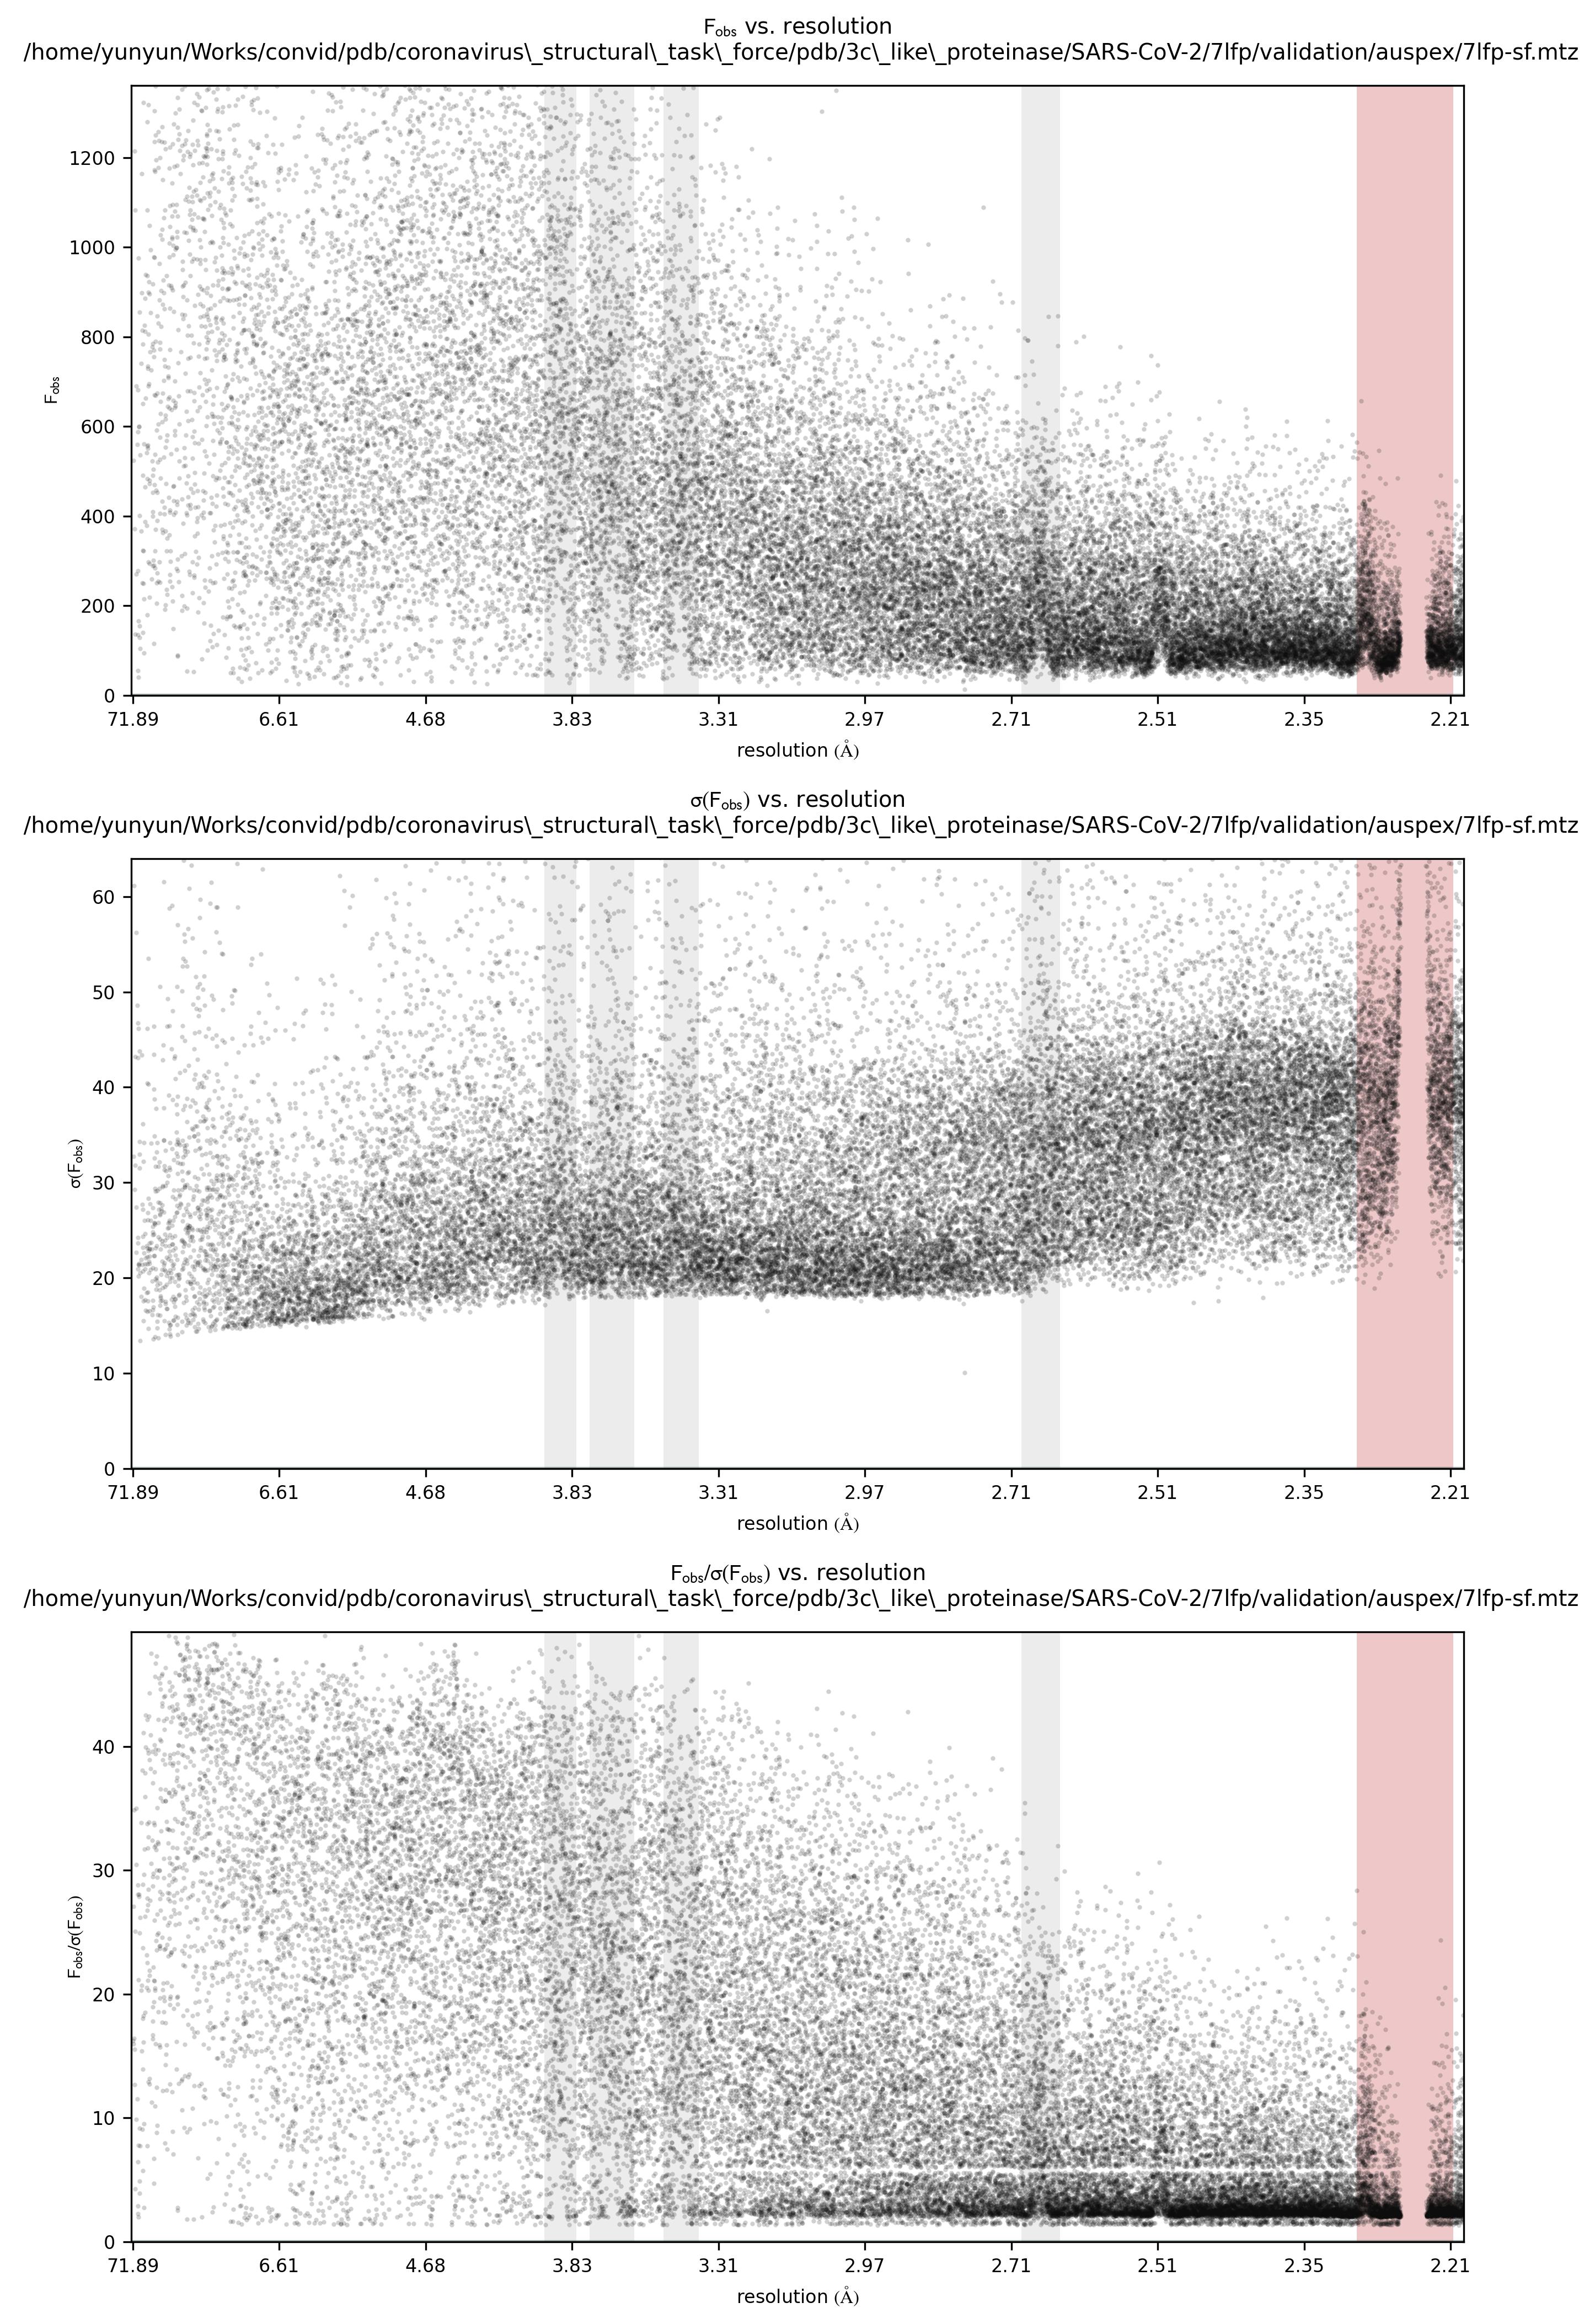 Fobs vs. resolution
/home/yunyun/Works/convid/pdb/coronavirus\_structural\_task\_force/pdb/3c\_like\_proteinase/SARS-CoV-2/7lfp/validation/auspex/7lfp-sf.mtz
1200
1000
800
600
400
200
0
Fobs
71.89 6.61 4.68 3.83 3.31 2.97 2.71 2.51 2.35 2.21
resolution (Å)
σ(Fobs) vs. resolution
/home/yunyun/Works/convid/pdb/coronavirus\_structural\_task\_force/pdb/3c\_like\_proteinase/SARS-CoV-2/7lfp/validation/auspex/7lfp-sf.mtz
60
50
40
30
20
10
0
σ(Fobs)
71.89 6.61 4.68 3.83 3.31 2.97 2.71 2.51 2.35 2.21
resolution (Å)
Fobs/σ(Fobs) vs. resolution
/home/yunyun/Works/convid/pdb/coronavirus\_structural\_task\_force/pdb/3c\_like\_proteinase/SARS-CoV-2/7lfp/validation/auspex/7lfp-sf.mtz
40
30
20
10
0
Fobs/σ(Fobs)
71.89 6.61 4.68 3.83 3.31 2.97 2.71 2.51 2.35 2.21
resolution (Å)